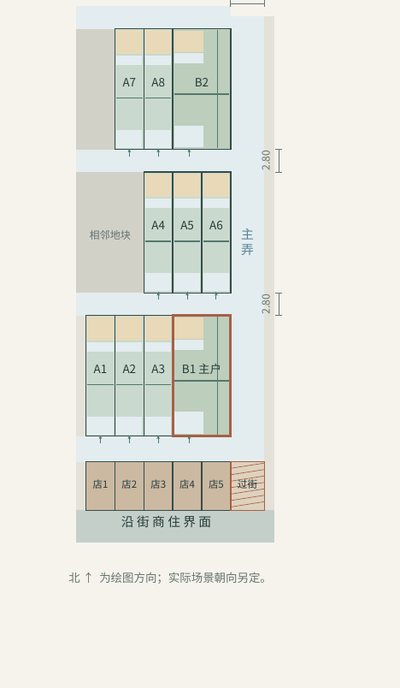 A7 A8 B2
2.80
相邻地块 A4 A5 A6 主弄
2.80
A1 A2 A3 B1 主户
店1 店2 店3 店4 店5 过街
沿街商住界面
北 ↑ 为绘图方向；实际场景朝向另定。